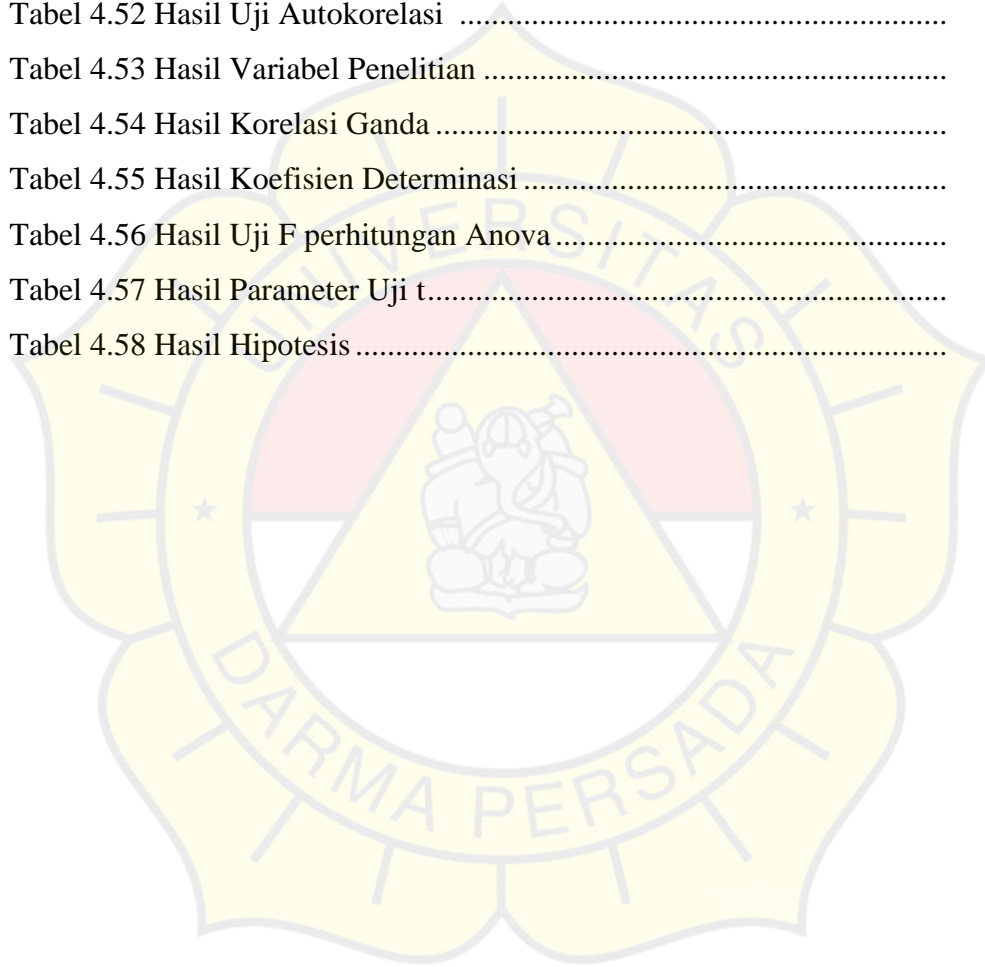 Tabel 4.52 Hasil Uji Autokorelasi ............................................................
Tabel 4.53 Hasil Variabel Penelitian ..........................................................
Tabel 4.54 Hasil Korelasi Ganda ................................................................
Tabel 4.55 Hasil Koefisien Determinasi .....................................................
Tabel 4.56 Hasil Uji F perhitungan Anova .................................................
Tabel 4.57 Hasil Parameter Uji t.................................................................
Tabel 4.58 Hasil Hipotesis ..........................................................................
UNIVERSITAS
DARMA PERSADA